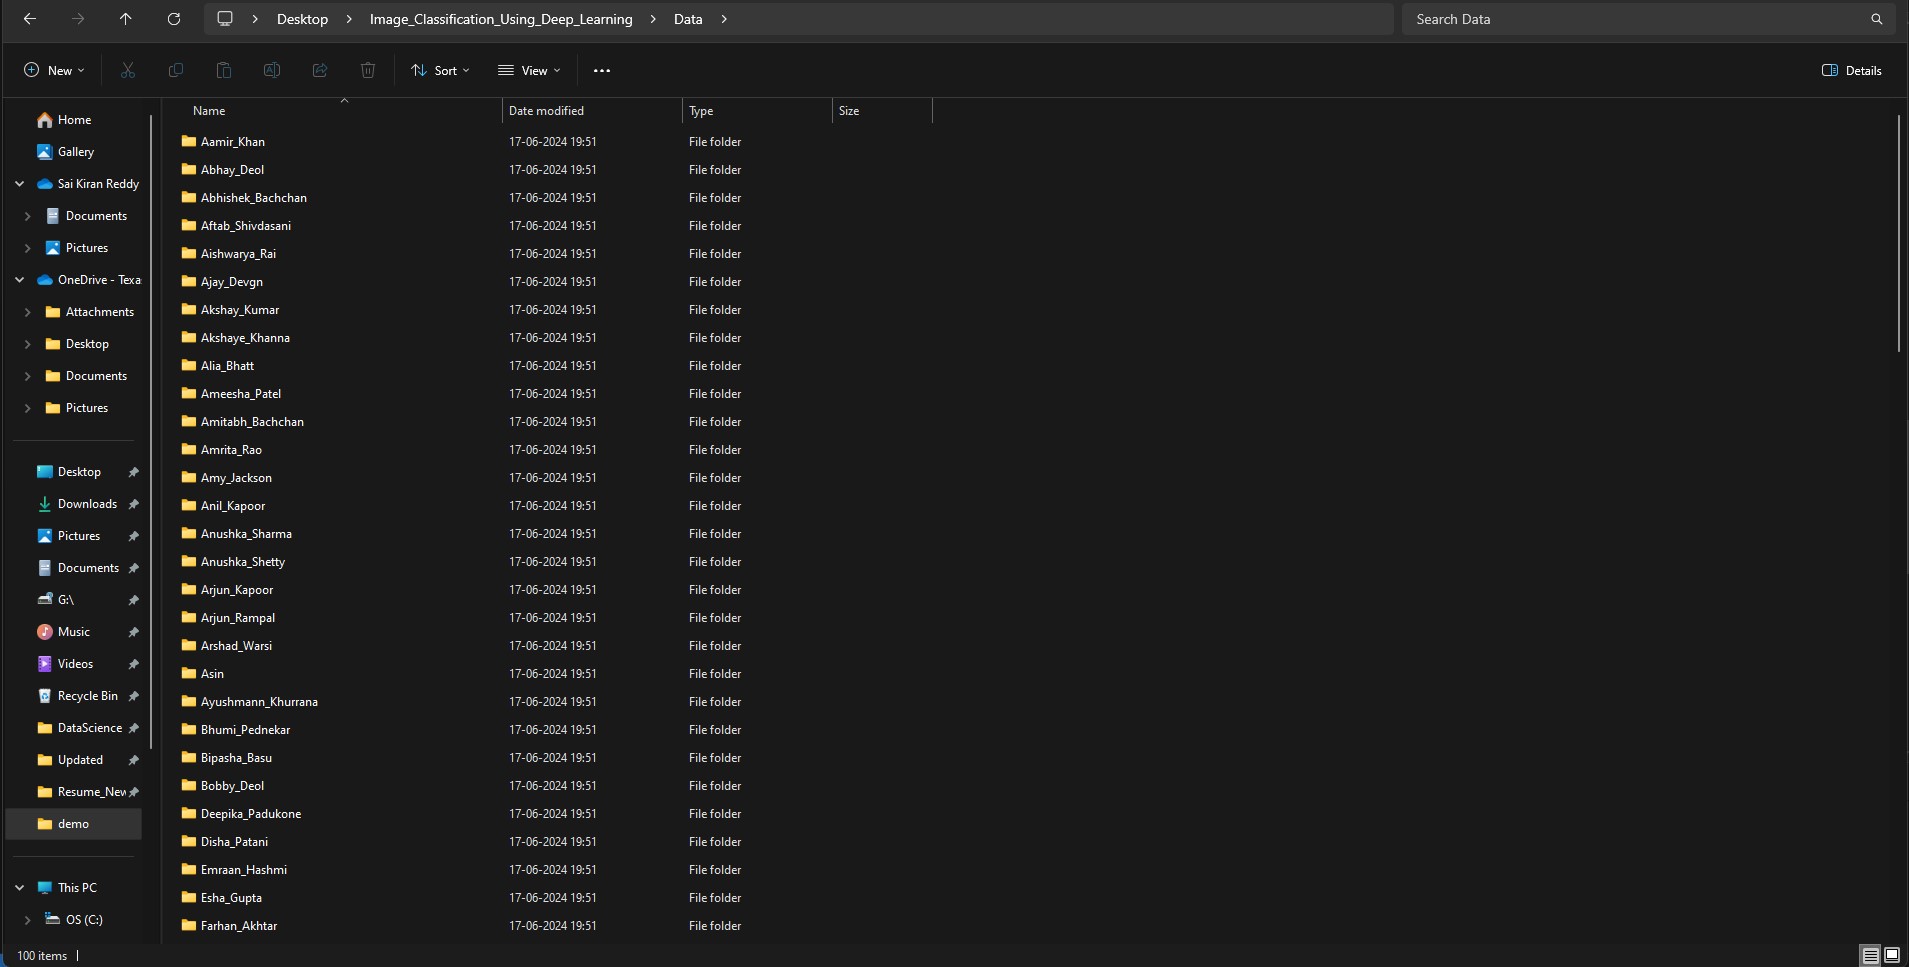 Desktop > Image_Classification_Using_Deep_Learning > Data >
Search Data
New
Sort
View
Details
Name Date modified Type Size
Home
Gallery
Sai Kiran Reddy
Documents
Pictures
OneDrive - Texa
Attachments
Desktop
Documents
Pictures
Desktop
Downloads
Pictures
Documents
G:\
Music
Videos
Recycle Bin
DataScience
Updated
Resume_New
demo
This PC
OS (C:)
Aamir_Khan 17-06-2024 19:51 File folder
Abhay_Deol 17-06-2024 19:51 File folder
Abhishek_Bachchan 17-06-2024 19:51 File folder
Aftab_Shivdasani 17-06-2024 19:51 File folder
Aishwarya_Rai 17-06-2024 19:51 File folder
Ajay_Devgn 17-06-2024 19:51 File folder
Akshay_Kumar 17-06-2024 19:51 File folder
Akshaye_Khanna 17-06-2024 19:51 File folder
Alia_Bhatt 17-06-2024 19:51 File folder
Ameesha_Patel 17-06-2024 19:51 File folder
Amitabh_Bachchan 17-06-2024 19:51 File folder
Amrita_Rao 17-06-2024 19:51 File folder
Amy_Jackson 17-06-2024 19:51 File folder
Anil_Kapoor 17-06-2024 19:51 File folder
Anushka_Sharma 17-06-2024 19:51 File folder
Anushka_Shetty 17-06-2024 19:51 File folder
Arjun_Kapoor 17-06-2024 19:51 File folder
Arjun_Rampal 17-06-2024 19:51 File folder
Arshad_Warsi 17-06-2024 19:51 File folder
Asin 17-06-2024 19:51 File folder
Ayushmann_Khurrana 17-06-2024 19:51 File folder
Bhumi_Pednekar 17-06-2024 19:51 File folder
Bipasha_Basu 17-06-2024 19:51 File folder
Bobby_Deol 17-06-2024 19:51 File folder
Deepika_Padukone 17-06-2024 19:51 File folder
Disha_Patani 17-06-2024 19:51 File folder
Emraan_Hashmi 17-06-2024 19:51 File folder
Esha_Gupta 17-06-2024 19:51 File folder
Farhan_Akhtar 17-06-2024 19:51 File folder
100 items